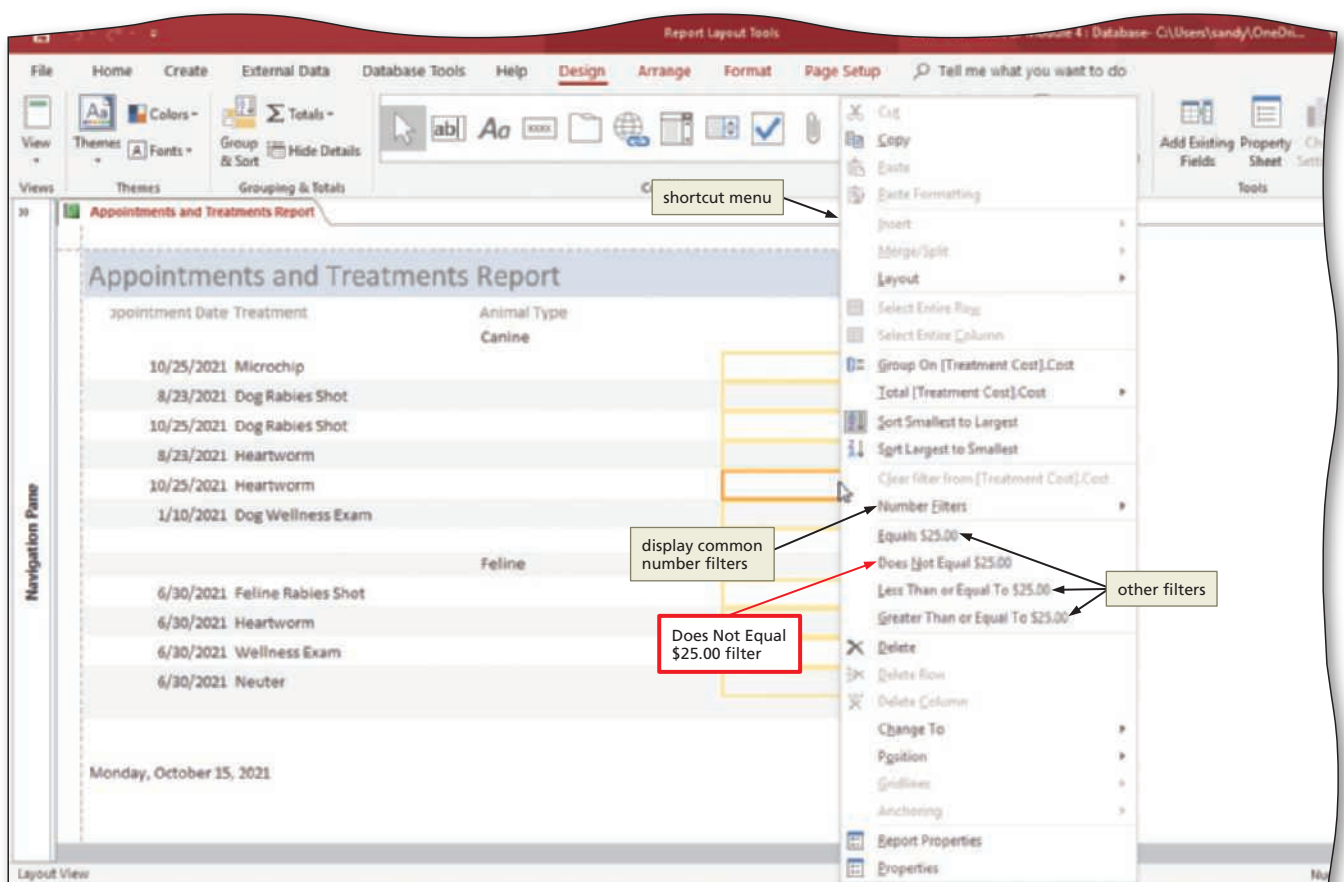 Report Layout Tools
Module 4 : Database- C:\Users\sandy\OneDri...
File Home Create External Data Database Tools Help Design Arrange Format Page Setup Tell me what you want to do
View
Themes
Aa
Colors
A Fonts
Group & Sort
Σ Totals
Hide Details
ab|
Aa
xxxx
Add Existing Fields
Property Sheet
Views
Themes
Grouping & Totals
Tools
Appointments and Treatments Report
Navigation Pane
Appointments and Treatments Report
ppointment Date Treatment Animal Type
Canine
10/25/2021 Microchip
8/23/2021 Dog Rabies Shot
10/25/2021 Dog Rabies Shot
8/23/2021 Heartworm
10/25/2021 Heartworm
1/10/2021 Dog Wellness Exam
Feline
6/30/2021 Feline Rabies Shot
6/30/2021 Heartworm
6/30/2021 Wellness Exam
6/30/2021 Neuter
Monday, October 15, 2021
Layout View
shortcut menu
display common
number filters
Does Not Equal
$25.00 filter
other filters
Cut
Copy
Paste
Paste Formatting
Insert
Merge/Split
Layout
Select Entire Row
Select Entire Column
Group On [Treatment Cost].Cost
Total [Treatment Cost].Cost
Sort Smallest to Largest
Sort Largest to Smallest
Clear filter from [Treatment Cost].Cost
Number Filters
Equals $25.00
Does Not Equal $25.00
Less Than or Equal To $25.00
Greater Than or Equal To $25.00
Delete
Delete Row
Delete Column
Change To
Position
Gridlines
Anchoring
Report Properties
Properties